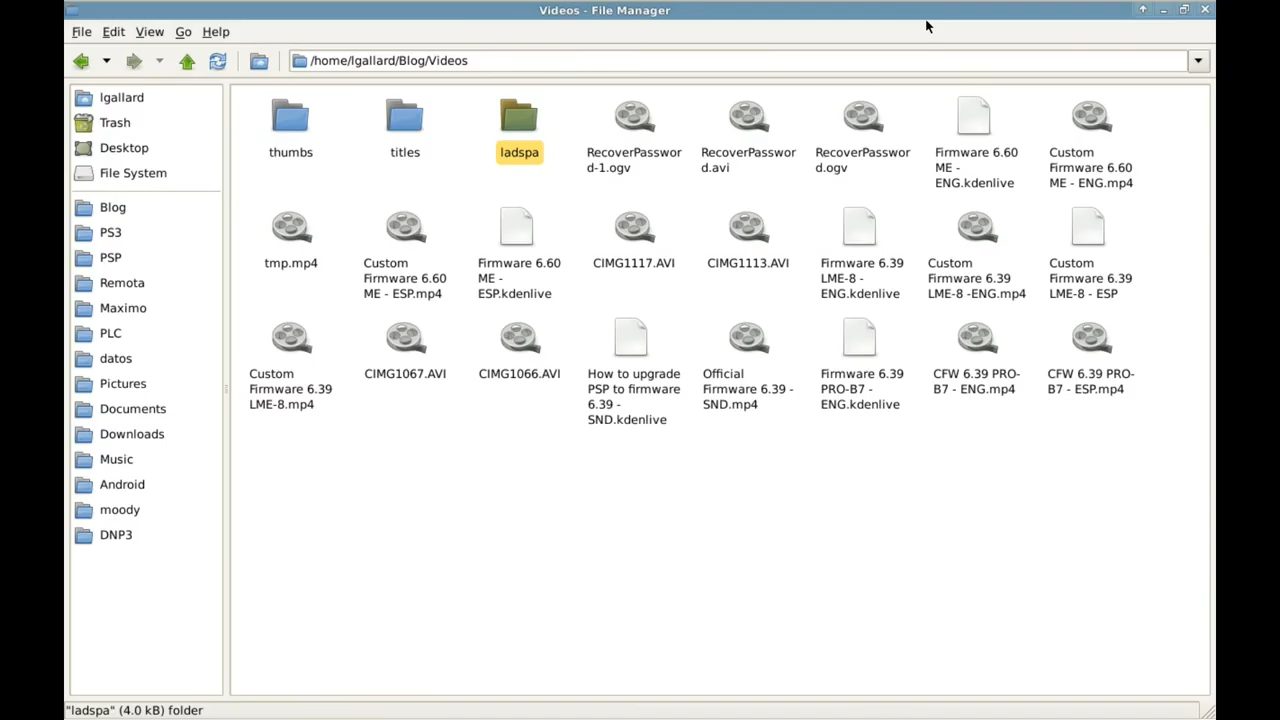 Videos - File Manager
File Edit View Go Help
/home/lgallard/Blog/Videos
lgallard
Trash
Desktop
File System
Blog
PS3
PSP
Remota
Maximo
PLC
datos
Pictures
Documents
Downloads
Music
Android
moody
DNP3
thumbs
titles
ladspa
RecoverPasswor
d-1.ogv
RecoverPasswor
d.avi
RecoverPasswor
d.ogv
Firmware 6.60
ME -
ENG.kdenlive
Custom
Firmware 6.60
ME - ENG.mp4
tmp.mp4
Custom
Firmware 6.60
ME - ESP.mp4
Firmware 6.60
ME -
ESP.kdenlive
CIMG1117.AVI
CIMG1113.AVI
Firmware 6.39
LME-8 -
ENG.kdenlive
Custom
Firmware 6.39
LME-8 -ENG.mp4
Custom
Firmware 6.39
LME-8 - ESP
Custom
Firmware 6.39
LME-8.mp4
CIMG1067.AVI
CIMG1066.AVI
How to upgrade
PSP to firmware
6.39 -
SND.kdenlive
Official
Firmware 6.39 -
SND.mp4
Firmware 6.39
PRO-B7 -
ENG.kdenlive
CFW 6.39 PRO-
B7 - ENG.mp4
CFW 6.39 PRO-
B7 - ESP.mp4
"ladspa" (4.0 kB) folder